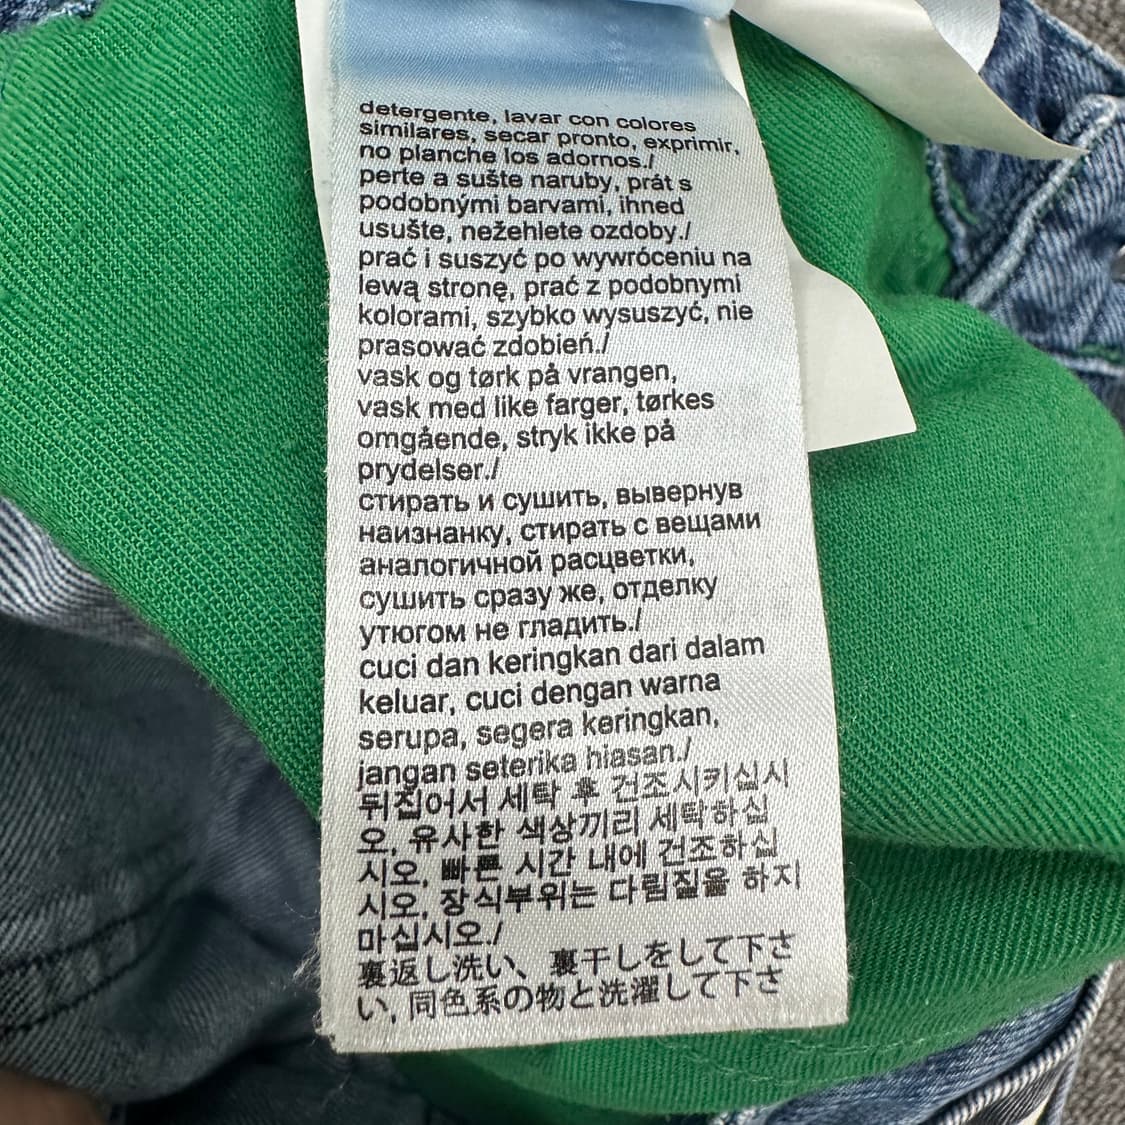 detergente, lavar con colores
similares, secar pronto, exprimir,
no planche los adornos./
perte a sušte naruby, prát s
podobnými barvami, ihned
usušte, nežehlete ozdoby./
prać i suszyć po wywróceniu na
lewą stronę, prać z podobnymi
kolorami, szybko wysuszyć, nie
prasować zdobień./
vask og tørk på vrangen,
vask med like farger, tørkes
omgående, stryk ikke på
prydelser./
стирать и сушить, вывернув
наизнанку, стирать с вещами
аналогичной расцветки,
сушить сразу же, отделку
утюгом не гладить./
cuci dan keringkan dari dalam
keluar, cuci dengan warna
serupa, segera keringkan,
jangan seterika hiasan./
뒤집어서 세탁 후 건조시키십시
오, 유사한 색상끼리 세탁하십
시오, 빠른 시간 내에 건조하십
시오, 장식부위는 다림질을 하지
마십시오./
裏返し洗い、裏干しをして下さ
い, 同色系の物と洗濯して下さ